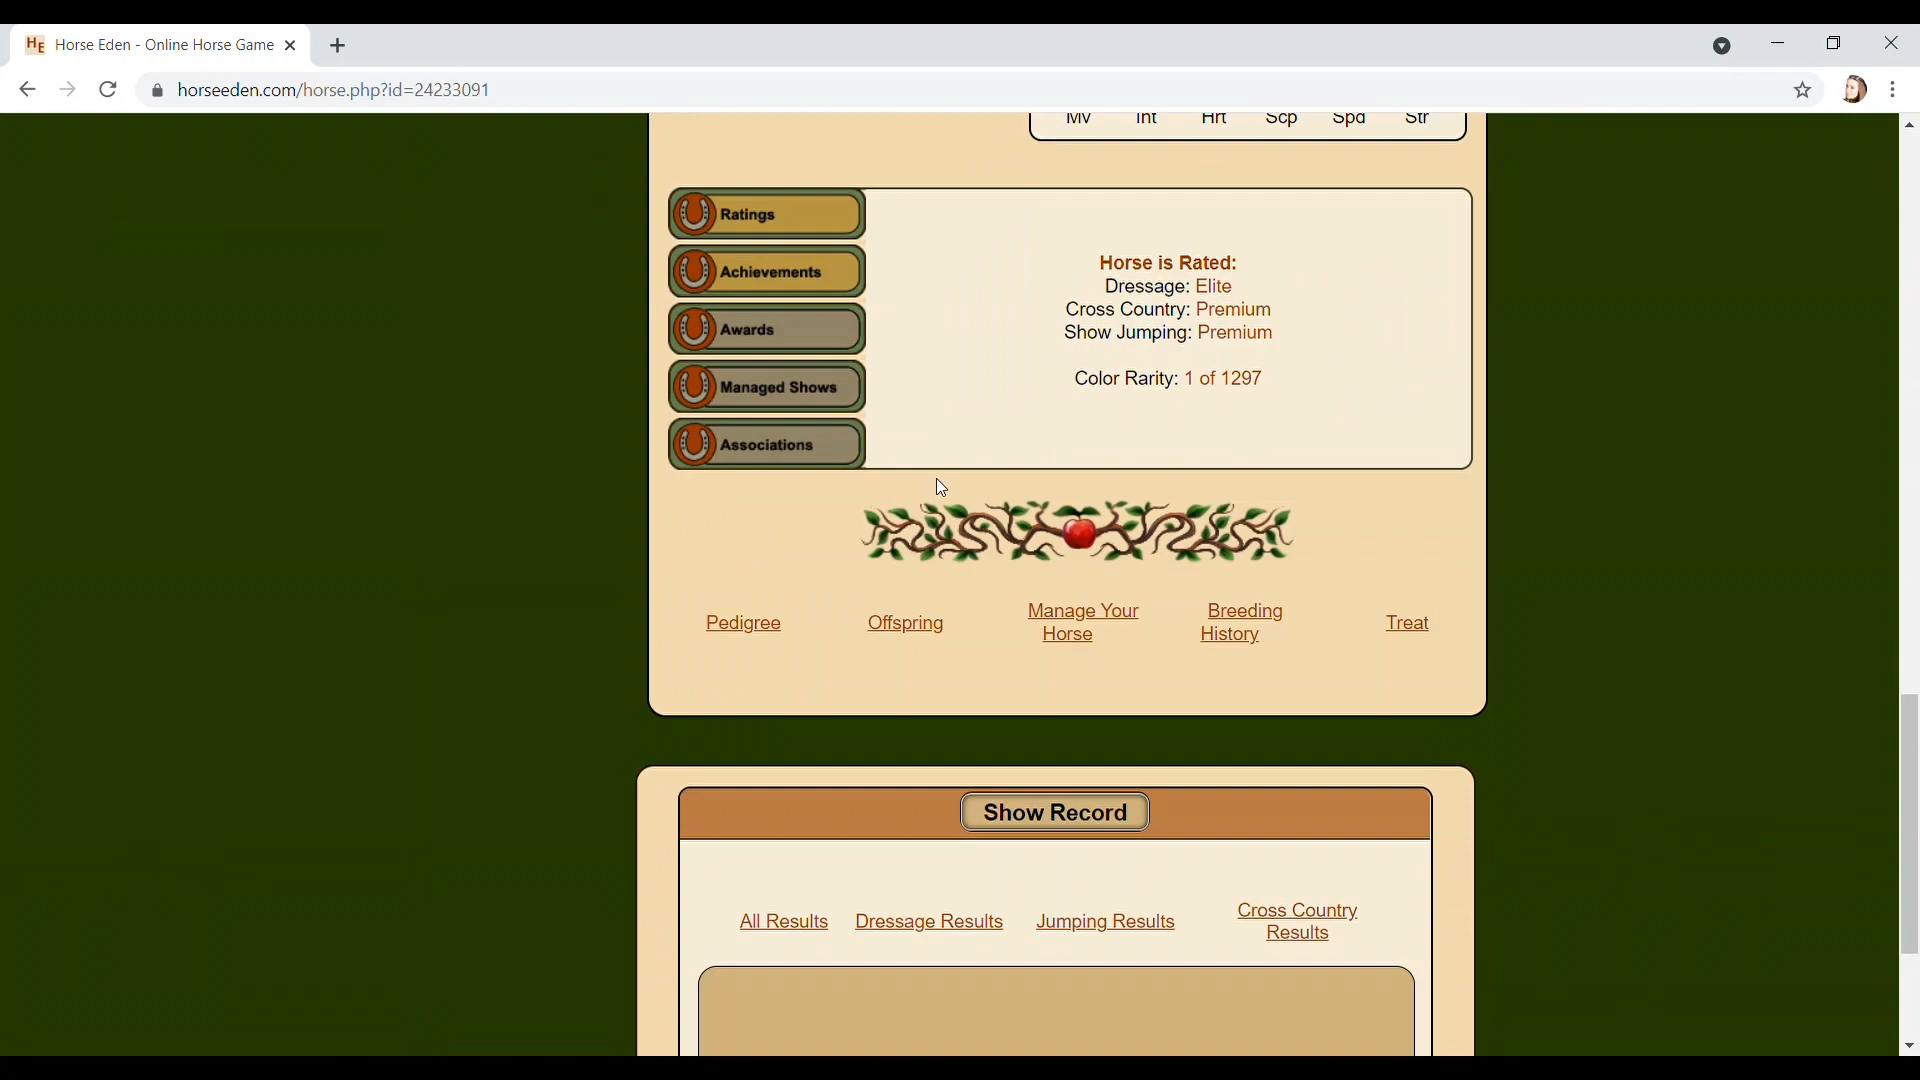 HE Horse Eden - Online Horse Game
horseeden.com/horse.php?id=24233091
Mv Int Hrt Scp Spd Str
Ratings
Achievements
Awards
Managed Shows
Associations
Horse is Rated:
Dressage: Elite
Cross Country: Premium
Show Jumping: Premium
Color Rarity: 1 of 1297
Pedigree
Offspring
Manage Your
Horse
Breeding
History
Treat
Show Record
All Results
Dressage Results
Jumping Results
Cross Country
Results